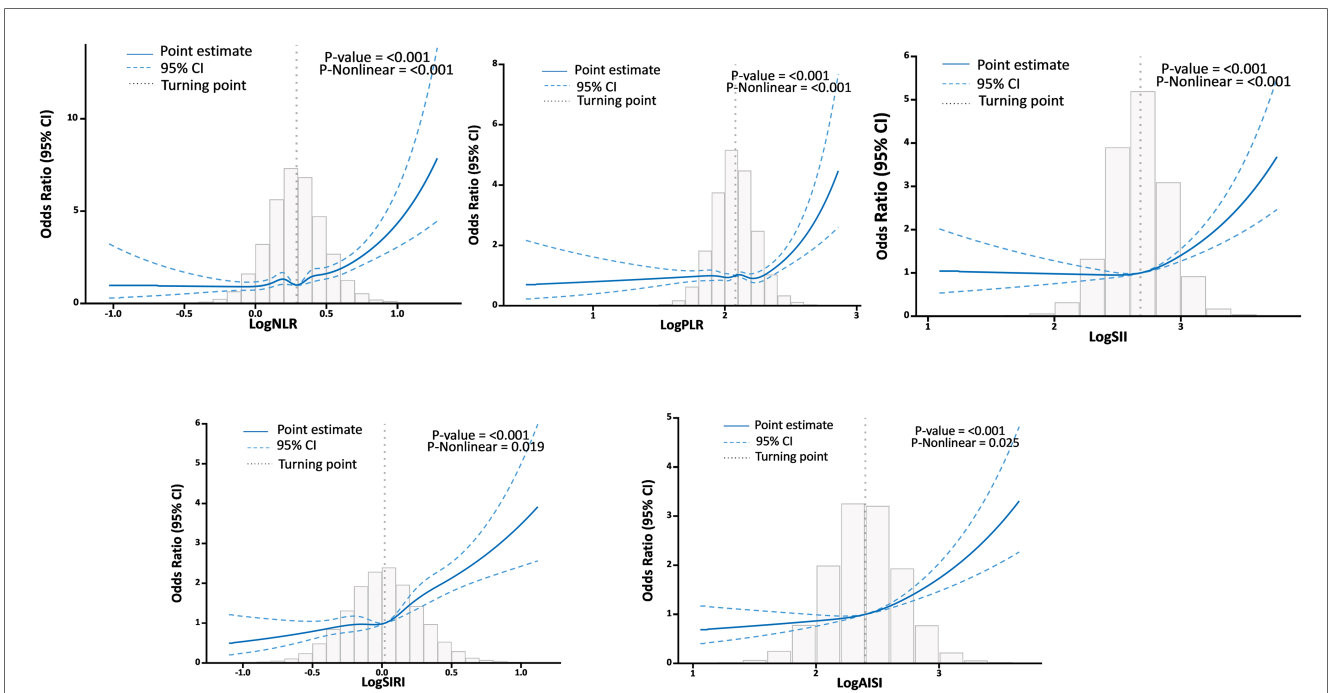 Point estimate
95% CI
Turning point
P-value = <0.001
P-Nonlinear = <0.001
Odds Ratio (95% CI)
10
5
0
-1.0 -0.5 0.0 0.5 1.0
LogNLR
Point estimate
95% CI
Turning point
P-value = <0.001
P-Nonlinear = <0.001
Odds Ratio (95% CI)
8
6
4
2
0
1 2 3
LogPLR
Point estimate
95% CI
Turning point
P-value = <0.001
P-Nonlinear = <0.001
Odds Ratio (95% CI)
6
5
4
3
2
1
0
1 2 3
LogSII
Point estimate
95% CI
Turning point
P-value = <0.001
P-Nonlinear = 0.019
Odds Ratio (95% CI)
6
5
4
3
2
1
0
-1.0 -0.5 0.0 0.5 1.0
LogSIRI
Point estimate
95% CI
Turning point
P-value = <0.001
P-Nonlinear = 0.025
Odds Ratio (95% CI)
5
4
3
2
1
0
1 2 3
LogAISI